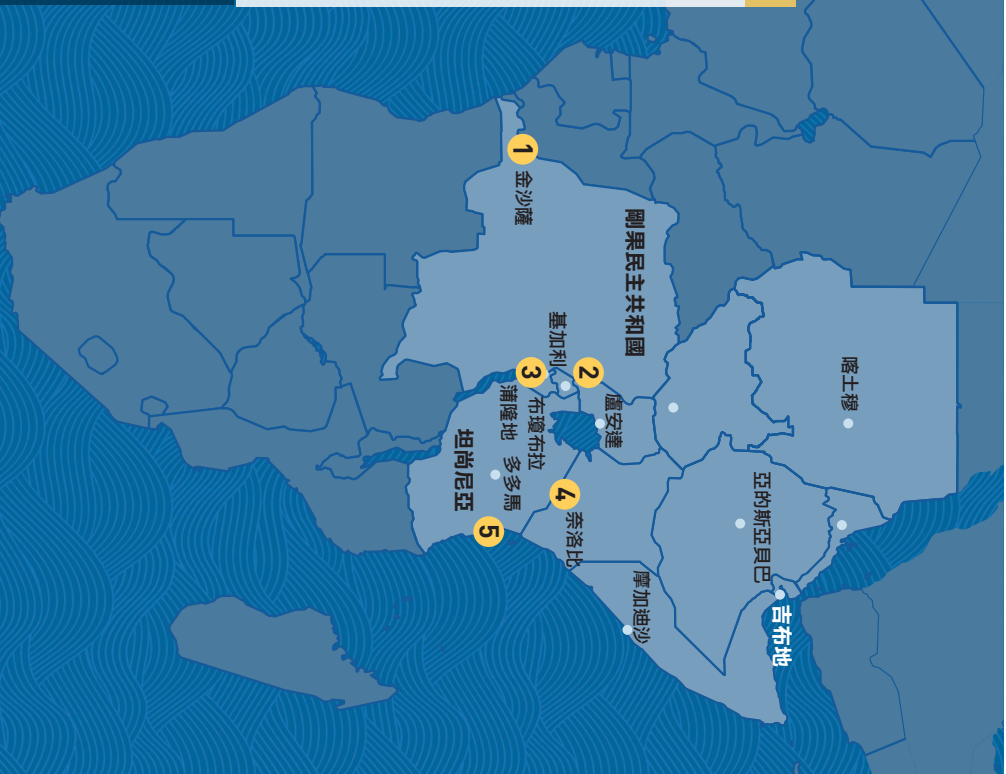 喀土穆
吉布地
亞的斯亞貝巴
剛果民主共和國
摩加迪沙
盧安達
2
4 奈洛比
基加利
3 布瓊布拉
1 金沙薩
蒲隆地
多多馬
5
坦尚尼亞